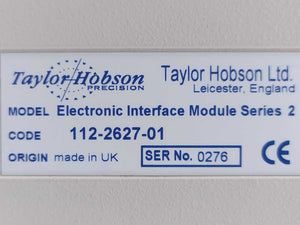 Taylor Hobson
PRECISION
Taylor Hobson Ltd.
Leicester, England
MODEL Electronic Interface Module Series 2
CODE 112-2627-01
ORIGIN made in UK SER No. 0276 CE